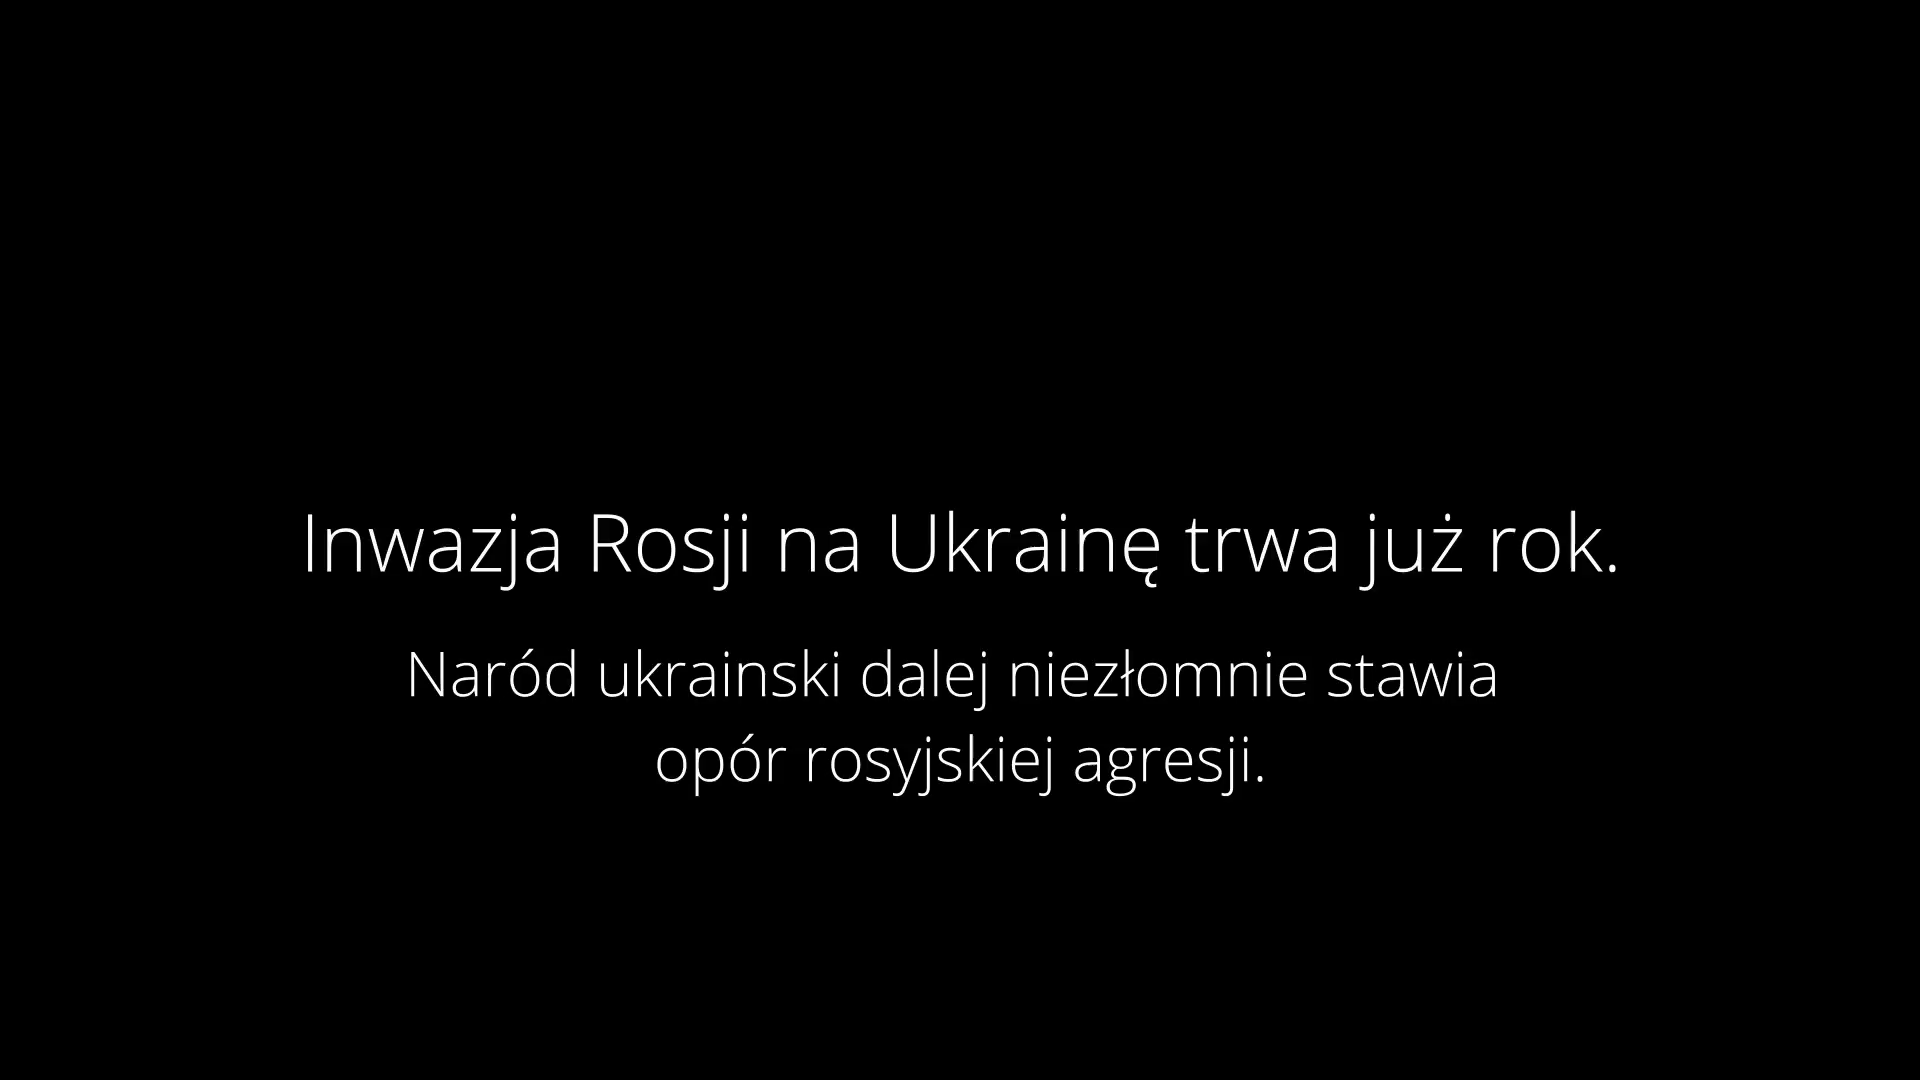 Inwazja Rosji na Ukrainę trwa już rok.
Naród ukrainski dalej niezłomnie stawia
opór rosyjskiej agresji.